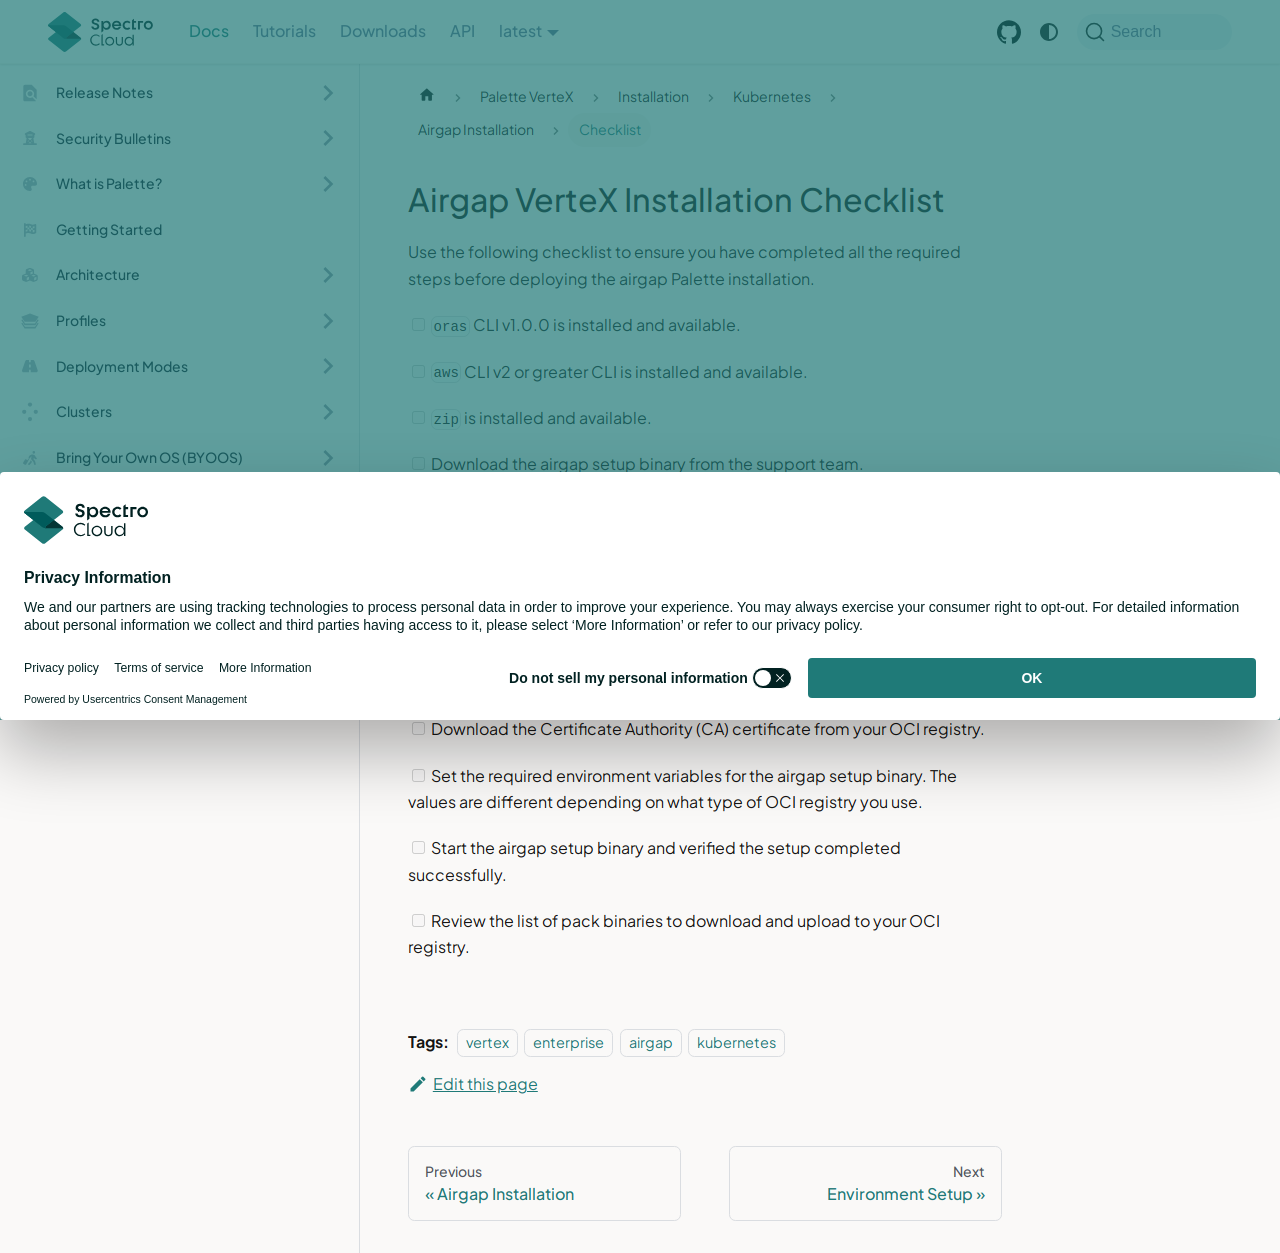 Spectro Cloud
Docs
Tutorials
Downloads
API
latest
Search
Release Notes
Security Bulletins
What is Palette?
Getting Started
Architecture
Profiles
Deployment Modes
Clusters
Bring Your Own OS (BYOOS)
Palette VerteX
Installation
Kubernetes
Airgap Installation
Checklist
Airgap VerteX Installation Checklist
Use the following checklist to ensure you have completed all the required
steps before deploying the airgap Palette installation.
oras CLI v1.0.0 is installed and available.
aws CLI v2 or greater CLI is installed and available.
zip is installed and available.
Download the airgap setup binary from the support team.
Spectro
Cloud
Privacy Information
We and our partners are using tracking technologies to process personal data in order to improve your experience. You may always exercise your consumer right to opt-out. For detailed information
about personal information we collect and third parties having access to it, please select ‘More Information’ or refer to our privacy policy.
Privacy policy
Terms of service
More Information
Powered by Usercentrics Consent Management
Do not sell my personal information
OK
Download the Certificate Authority (CA) certificate from your OCI registry.
Set the required environment variables for the airgap setup binary. The
values are different depending on what type of OCI registry you use.
Start the airgap setup binary and verified the setup completed
successfully.
Review the list of pack binaries to download and upload to your OCI
registry.
Tags: vertex enterprise airgap kubernetes
Edit this page
Previous
« Airgap Installation
Next
Environment Setup »